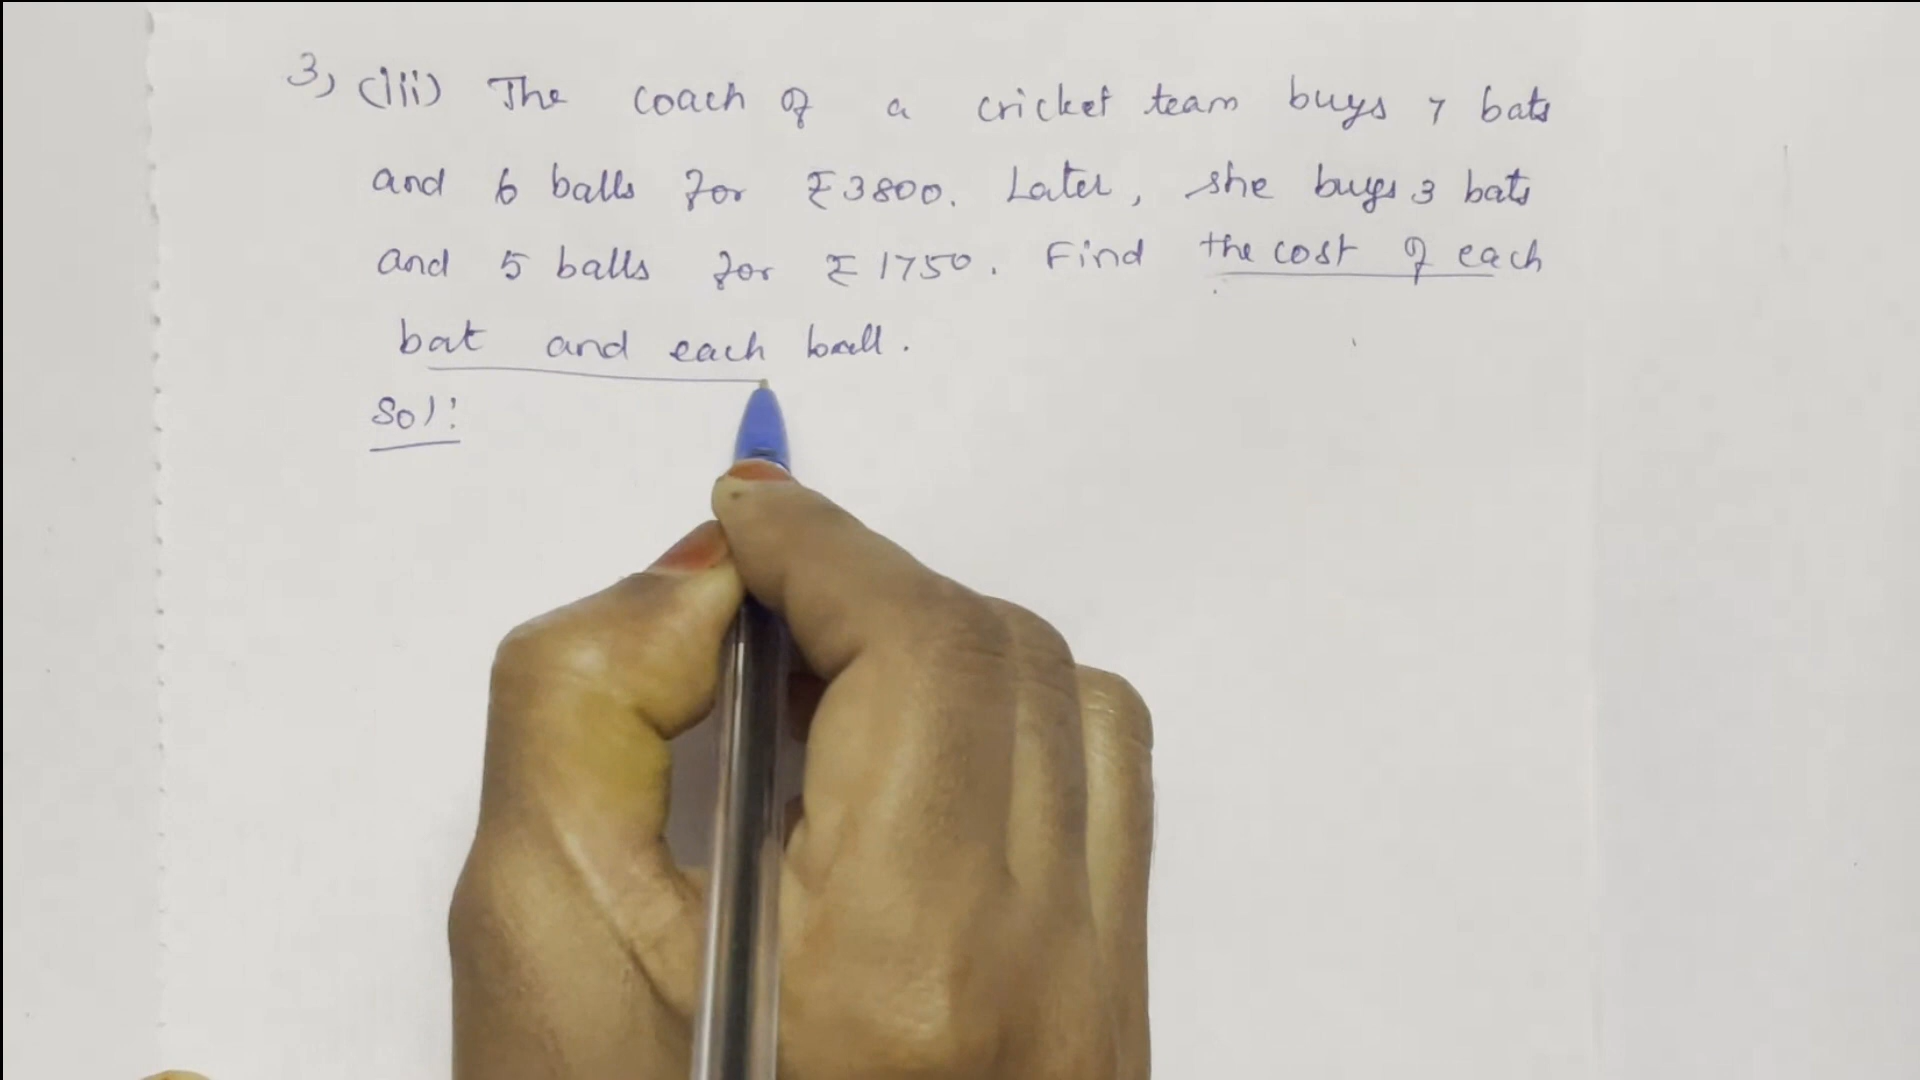 3) (iii) The coach of a cricket team buys 7 bats
and 6 balls for ₹3800. Later, she buys 3 bats
and 5 balls for ₹1750. Find the cost of each
bat and each ball.
Sol: